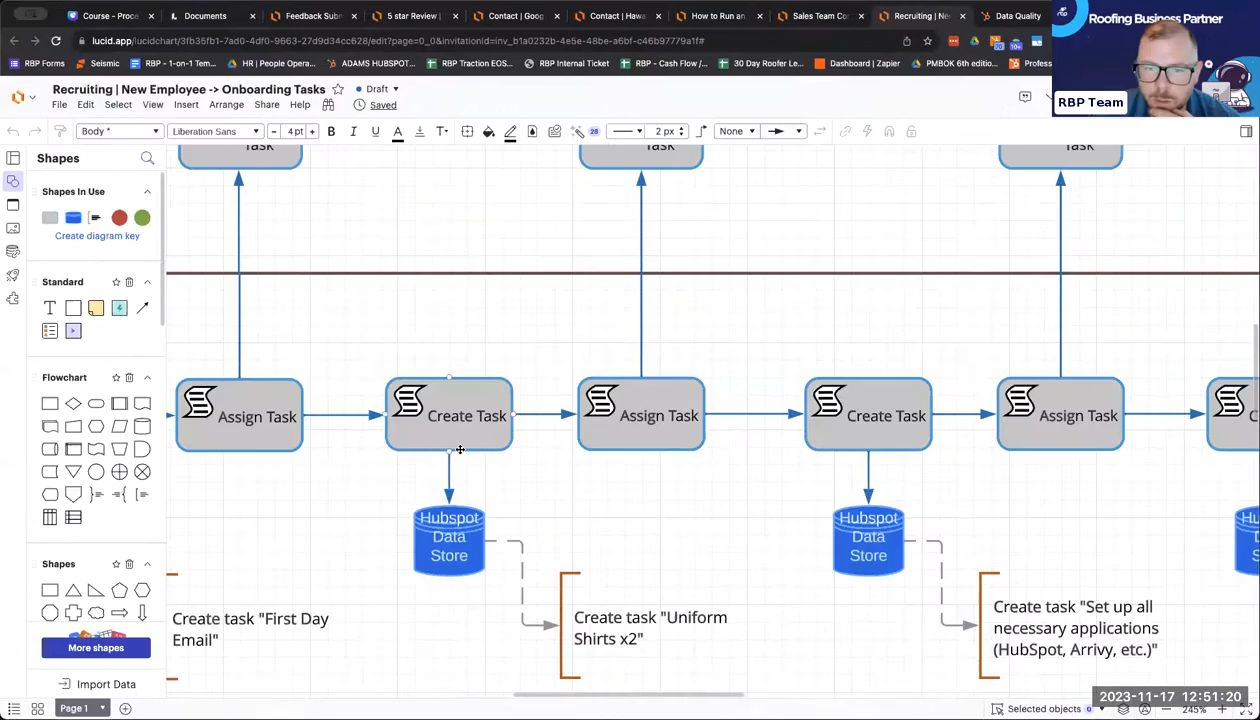 Course - Proce
Documents
Feedback Subm
5 star Review |
Contact | Goog
Contact | Hawa
How to Run an
Sales Team Co
Recruiting | Ne
Data Quality
Roofing Business Partner
lucid.app/lucidchart/3fb35fb1-7ad0-4df0-9663-27d9d34cc628/edit?page=0_0&invitationId=inv_b1a0232b-4e5e-48be-a6bf-c46b97779a1f#
RBP Forms
Seismic
RBP - 1-on-1 Tem...
HR | People Opera...
ADAMS HUBSPOT...
RBP Traction EOS...
RBP Internal Ticket
RBP - Cash Flow /...
30 Day Roofer Le...
Dashboard | Zapier
PMBOK 6th editio...
Profess
RBP Team
Recruiting | New Employee -> Onboarding Tasks
Draft
File Edit Select View Insert Arrange Share Help
Saved
Body *
Liberation Sans
4 pt
B I U A
T
28
2 px
None
Shapes
Shapes In Use
Create diagram key
Standard
T
Flowchart
Shapes
More shapes
Import Data
Task
Task
Task
Assign Task
Create Task
Assign Task
Create Task
Assign Task
C
Hubspot
Data
Store
Hubspot
Data
Store
Create task "First Day
Email"
Create task "Uniform
Shirts x2"
Create task "Set up all
necessary applications
(HubSpot, Arrivy, etc.)"
2023-11-17 12:51:20
Page 1
Selected objects 0
245%